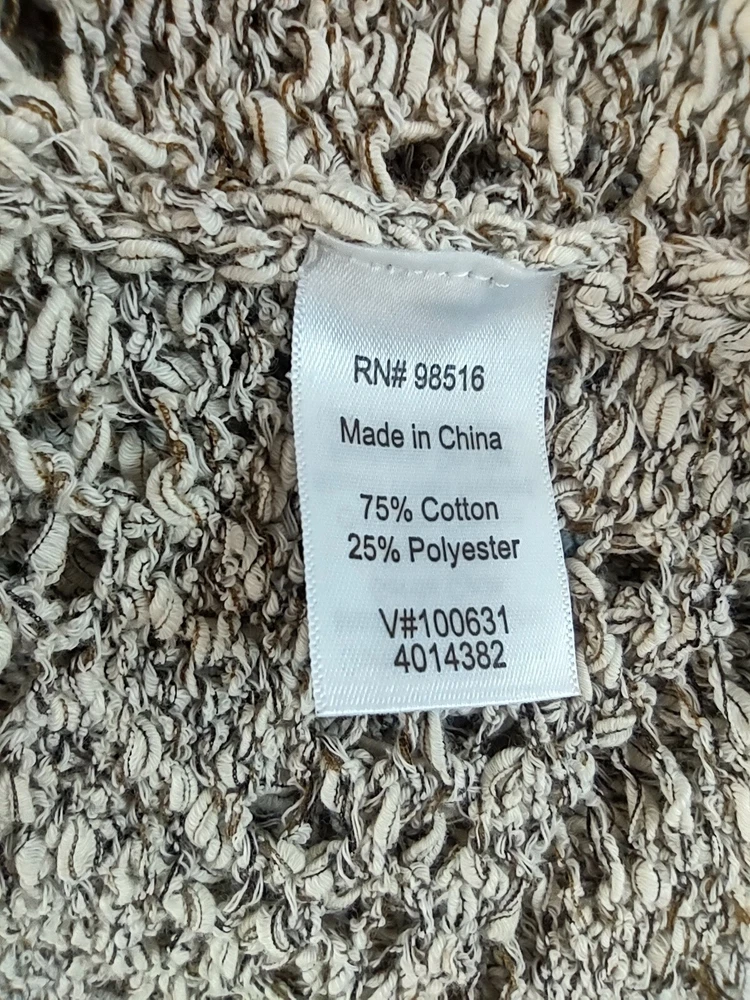 RN# 98516
Made in China
75% Cotton
25% Polyester
V#100631
4014382